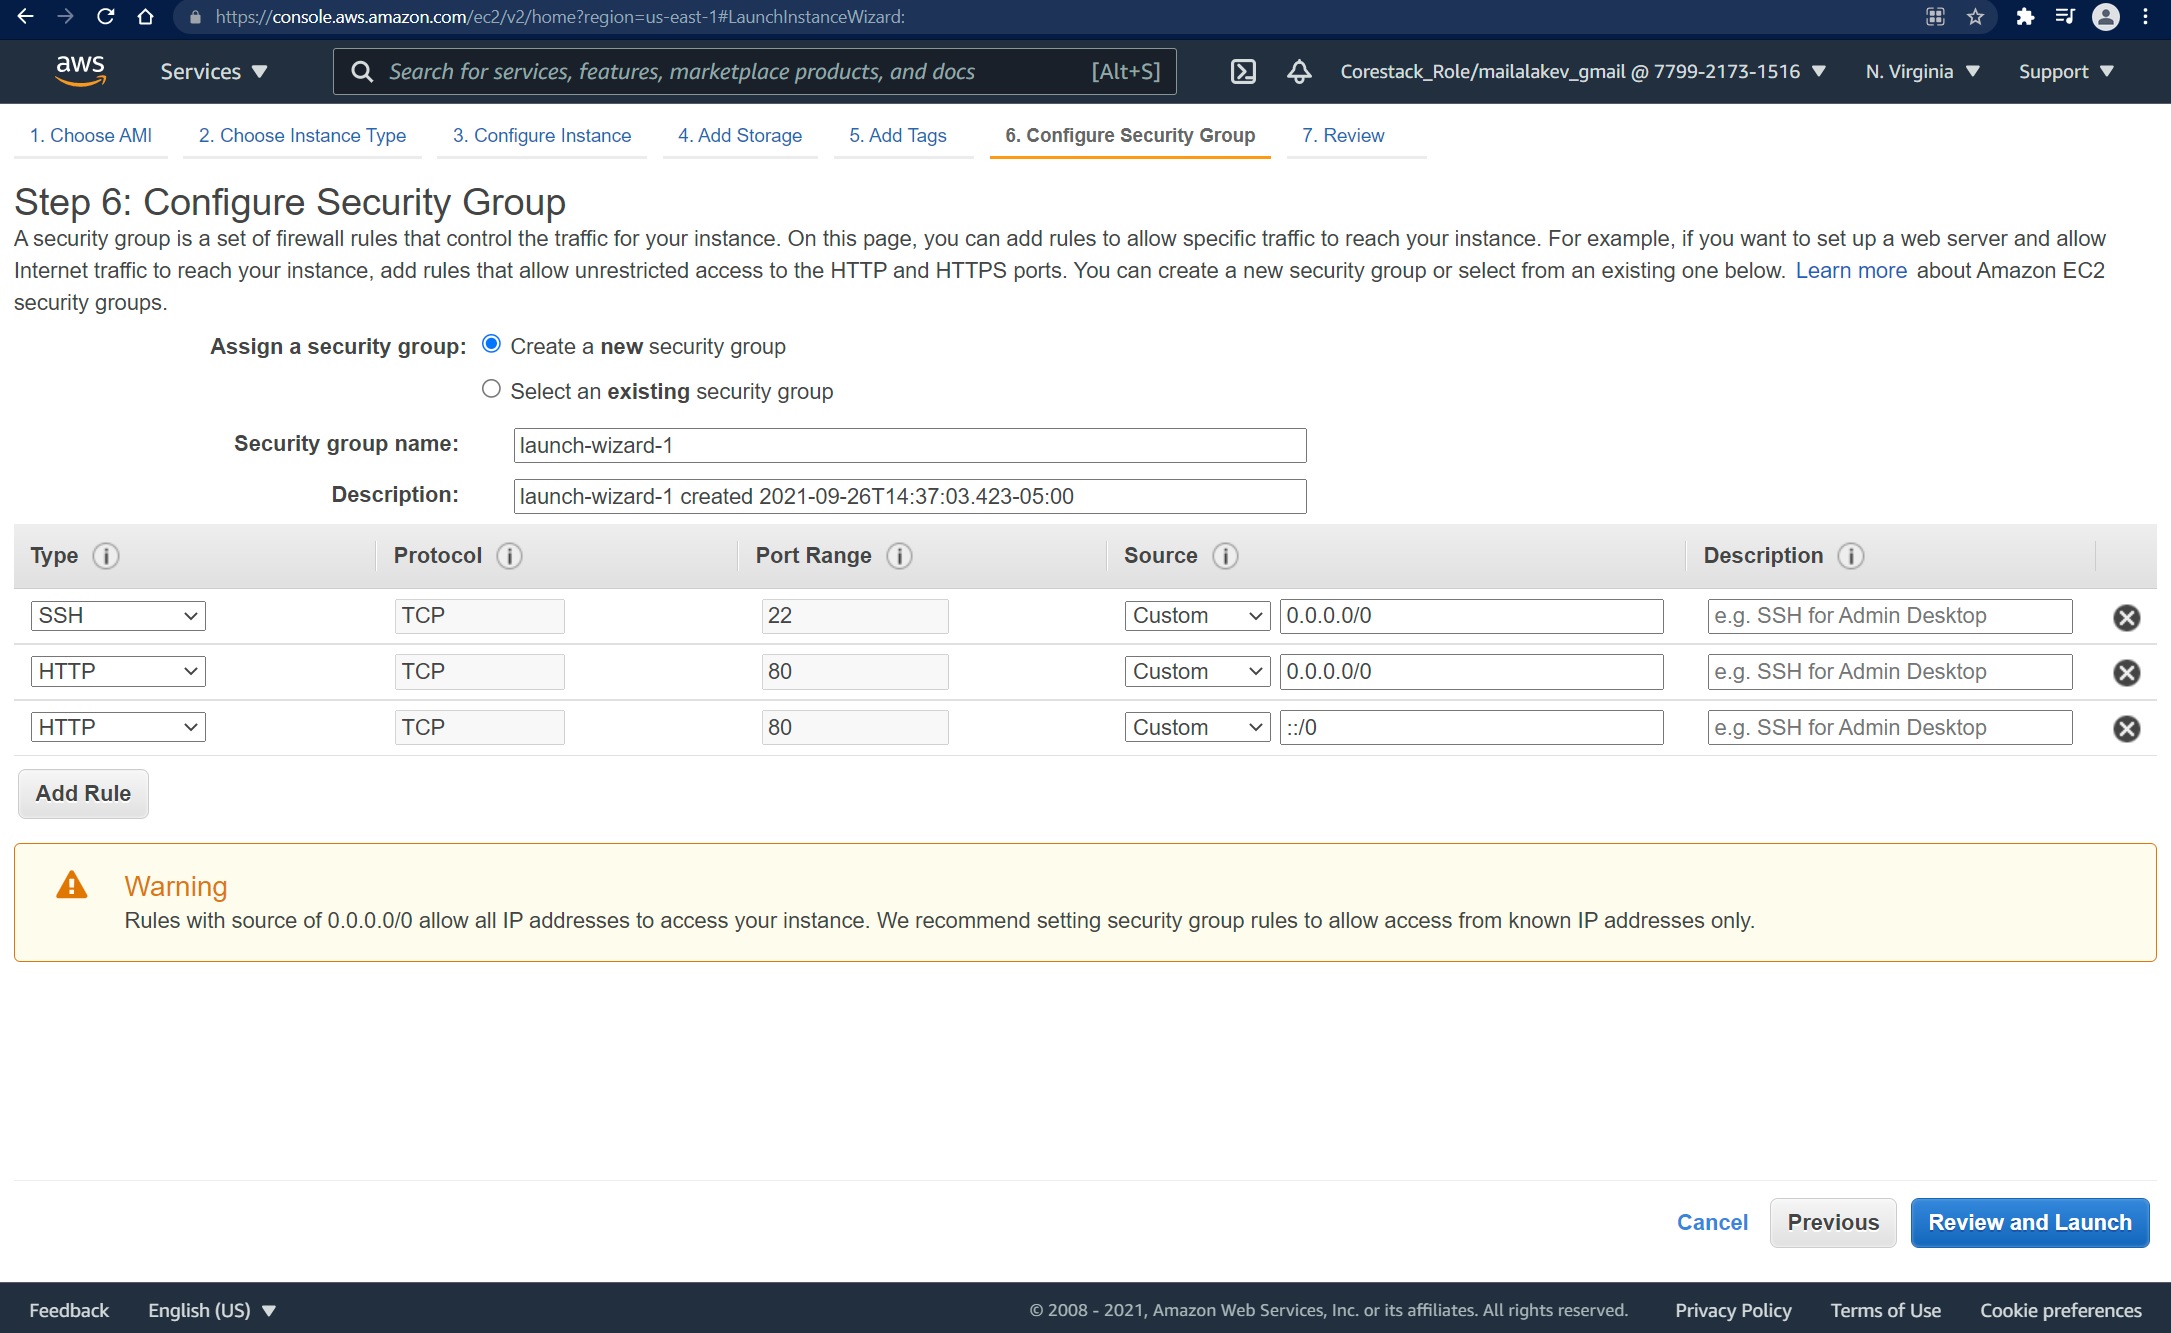 https://console.aws.amazon.com/ec2/v2/home?region=us-east-1#LaunchInstanceWizard:
aws Services Search for services, features, marketplace products, and docs [Alt+S] Corestack_Role/mailalakev_gmail @ 7799-2173-1516 N. Virginia Support
1. Choose AMI 2. Choose Instance Type 3. Configure Instance 4. Add Storage 5. Add Tags 6. Configure Security Group 7. Review
Step 6: Configure Security Group
A security group is a set of firewall rules that control the traffic for your instance. On this page, you can add rules to allow specific traffic to reach your instance. For example, if you want to set up a web server and allow
Internet traffic to reach your instance, add rules that allow unrestricted access to the HTTP and HTTPS ports. You can create a new security group or select from an existing one below. Learn more about Amazon EC2
security groups.
Assign a security group: Create a new security group
Select an existing security group
Security group name: launch-wizard-1
Description: launch-wizard-1 created 2021-09-26T14:37:03.423-05:00
Type i Protocol i Port Range i Source i Description i
SSH TCP 22 Custom 0.0.0.0/0 e.g. SSH for Admin Desktop
HTTP TCP 80 Custom 0.0.0.0/0 e.g. SSH for Admin Desktop
HTTP TCP 80 Custom ::/0 e.g. SSH for Admin Desktop
Add Rule
Warning
Rules with source of 0.0.0.0/0 allow all IP addresses to access your instance. We recommend setting security group rules to allow access from known IP addresses only.
Cancel Previous Review and Launch
Feedback English (US) © 2008 - 2021, Amazon Web Services, Inc. or its affiliates. All rights reserved. Privacy Policy Terms of Use Cookie preferences